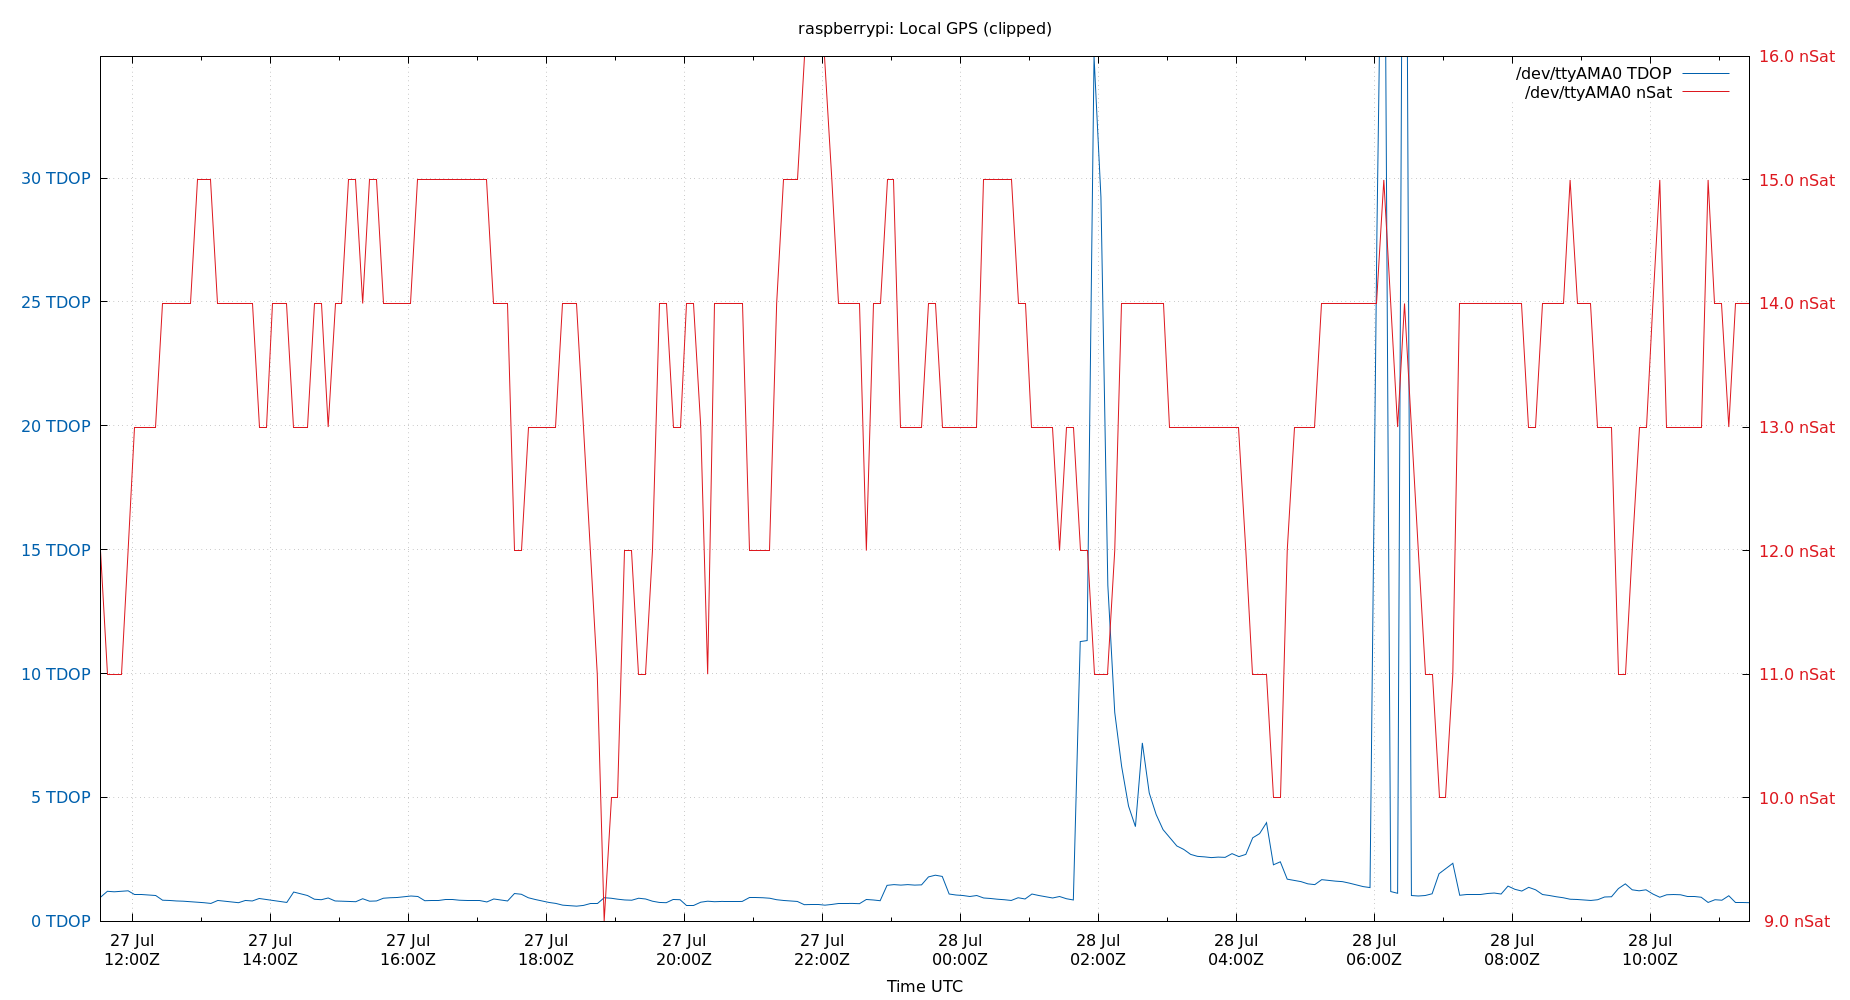 raspberrypi: Local GPS (clipped)
/dev/ttyAMA0 TDOP
/dev/ttyAMA0 nSat
30 TDOP
25 TDOP
20 TDOP
15 TDOP
10 TDOP
5 TDOP
0 TDOP
16.0 nSat
15.0 nSat
14.0 nSat
13.0 nSat
12.0 nSat
11.0 nSat
10.0 nSat
9.0 nSat
27 Jul 27 Jul 27 Jul 27 Jul 27 Jul 27 Jul 28 Jul 28 Jul 28 Jul 28 Jul 28 Jul 28 Jul
12:00Z 14:00Z 16:00Z 18:00Z 20:00Z 22:00Z 00:00Z 02:00Z 04:00Z 06:00Z 08:00Z 10:00Z
Time UTC